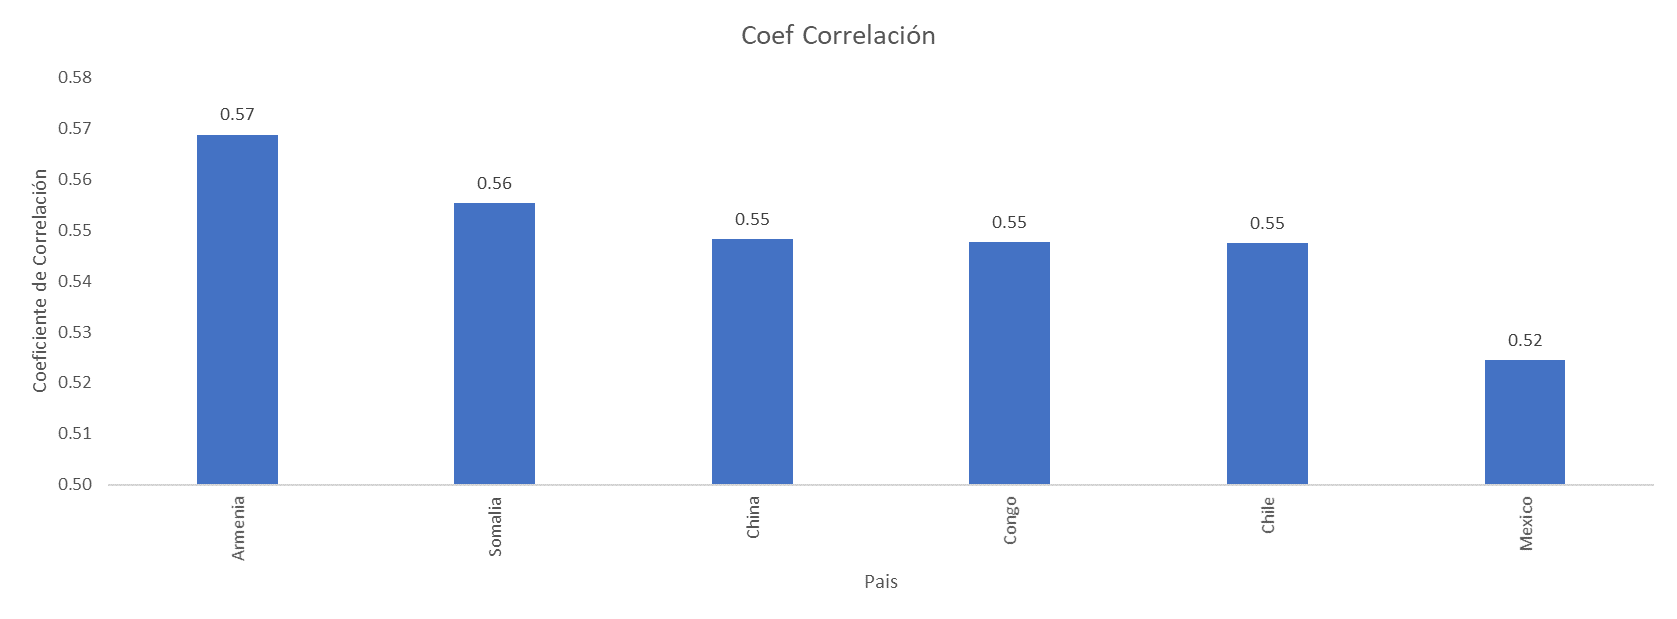 Coef Correlación
0.58
0.57
0.56
0.55
0.54
0.53
0.52
0.51
0.50
Coeficiente de Correlación
0.57
0.56
0.55
0.55
0.55
0.52
Armenia
Somalia
China
Congo
Chile
Mexico
Pais